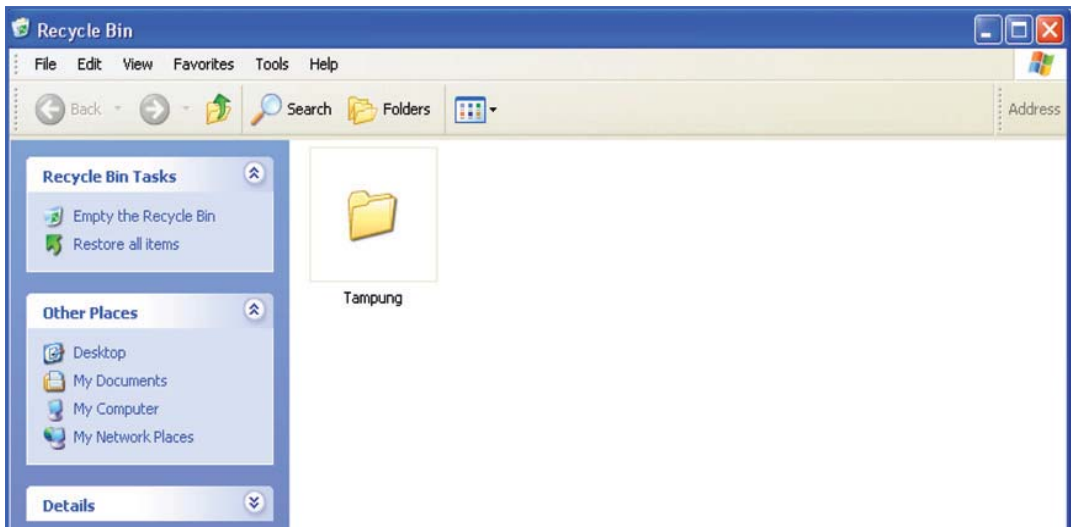 Recycle Bin
File Edit View Favorites Tools Help
Back Search Folders Address
Recycle Bin Tasks
Empty the Recycle Bin
Restore all items
Tampung
Other Places
Desktop
My Documents
My Computer
My Network Places
Details